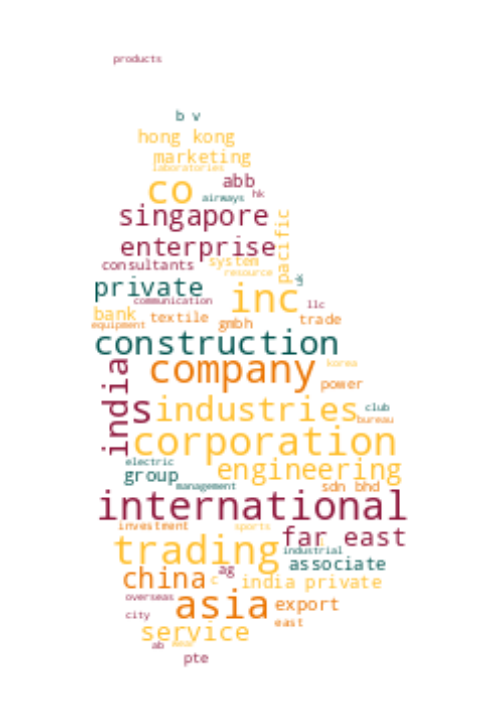 products
b v
hong kong
marketing
laboratories
co abb
airways hk
singapore
pacific
enterprise
consultants system
resource
private
communication inc llc
bank textile gmbh trade
equipment
construction
company korea
india power
s industries club
bureau
corporation
electric engineering
group management sdn bhd
international
investment sports
far east
trading industrial
associate
china c ag india private
overseas asia export
city east
service
ab
pte